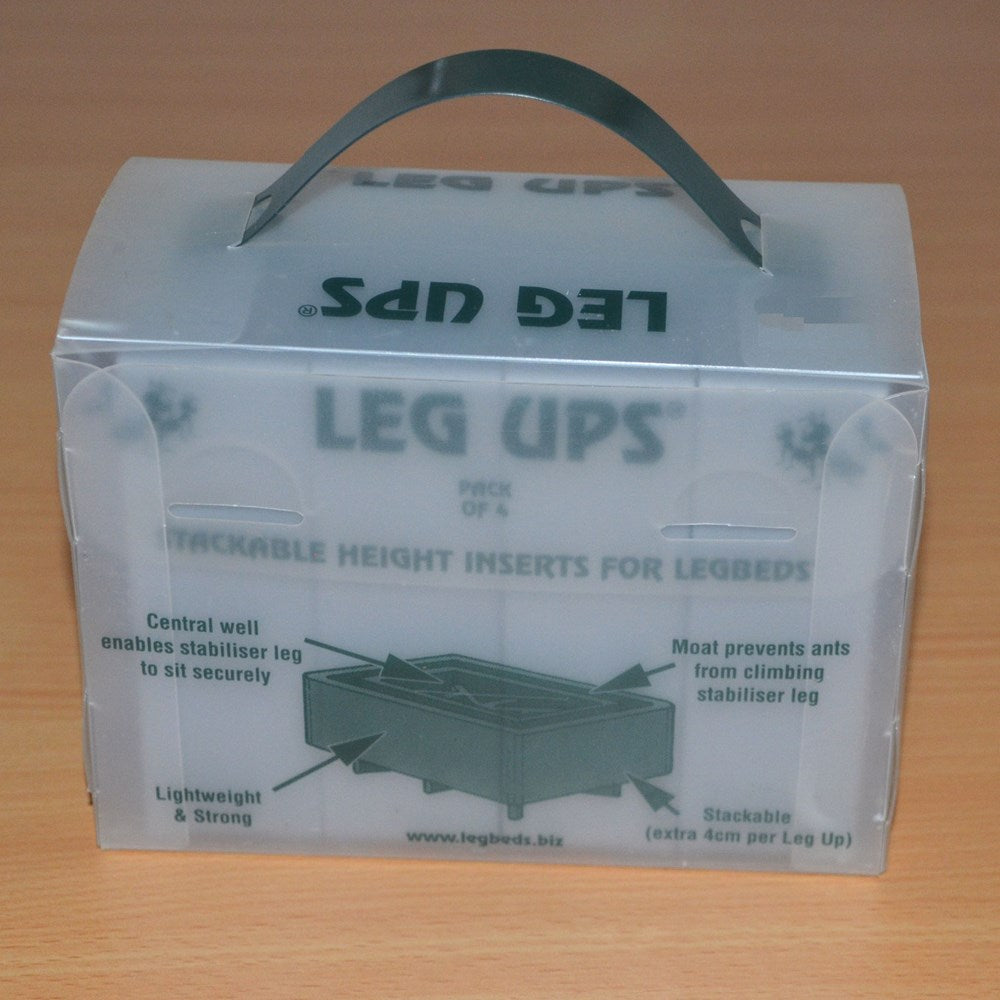 LEG UPS
LEG UPS®
LEG UPS®
PACK
OF 4
STACKABLE HEIGHT INSERTS FOR LEGBEDS
Central well
enables stabiliser leg
to sit securely
Moat prevents ants
from climbing
stabiliser leg
Lightweight
& Strong
Stackable
(extra 4cm per Leg Up)
www.legbeds.biz